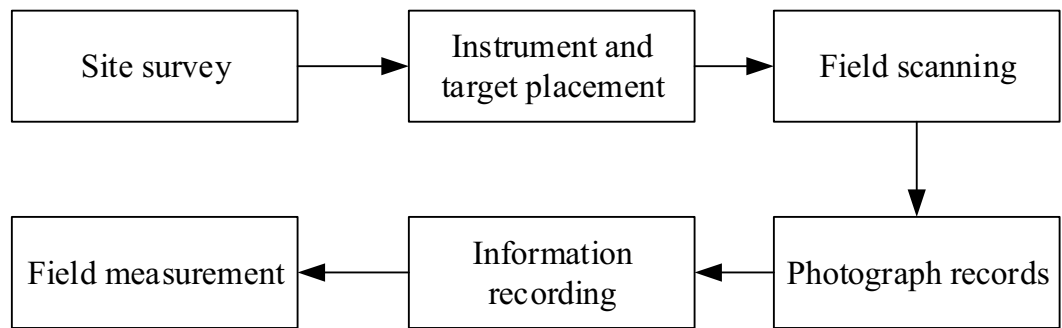 Site survey
Instrument and
target placement
Field scanning
Photograph records
Information
recording
Field measurement